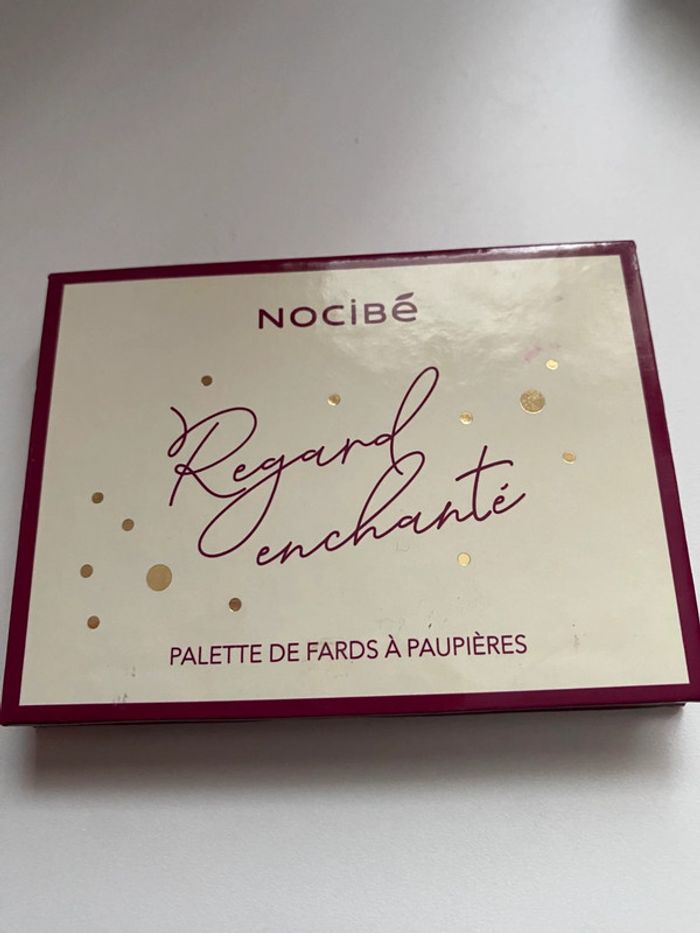 NOCIBÉ
Regard
enchanté
PALETTE DE FARDS À PAUPIÈRES